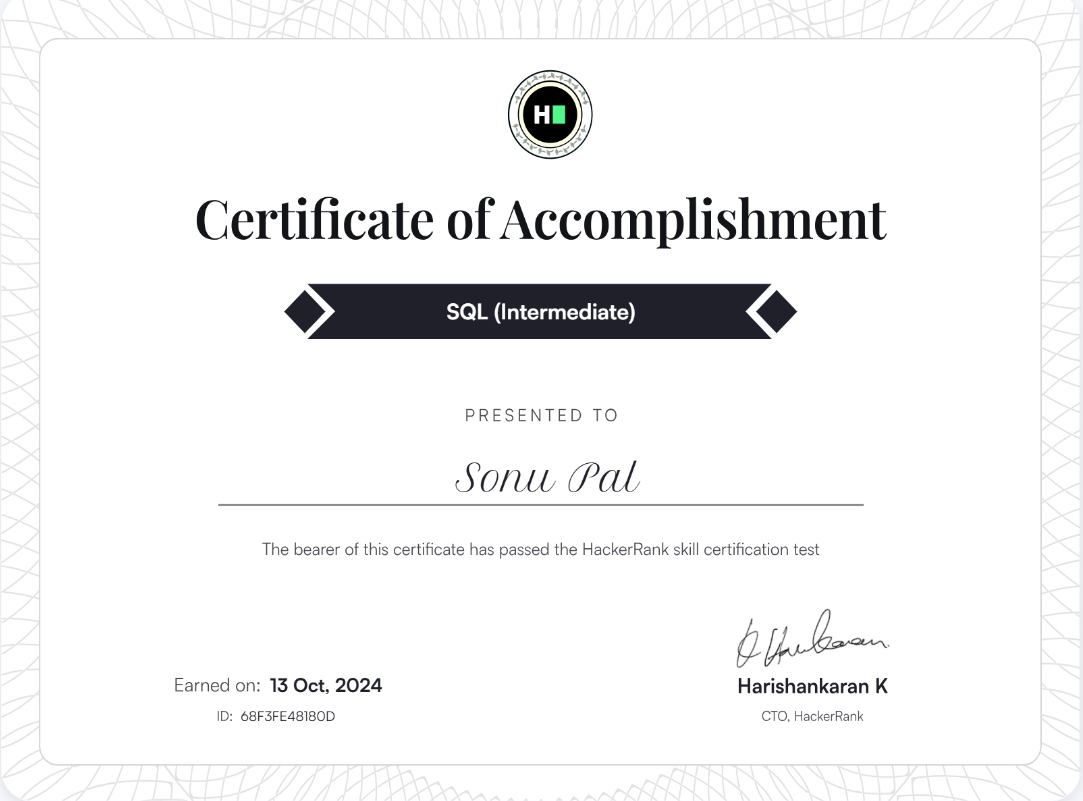 H
Certificate of Accomplishment
SQL (Intermediate)
PRESENTED TO
Sonu Pal
The bearer of this certificate has passed the HackerRank skill certification test
Earned on: 13 Oct, 2024
ID: 68F3FE48180D
Harishankaran K
CTO, HackerRank